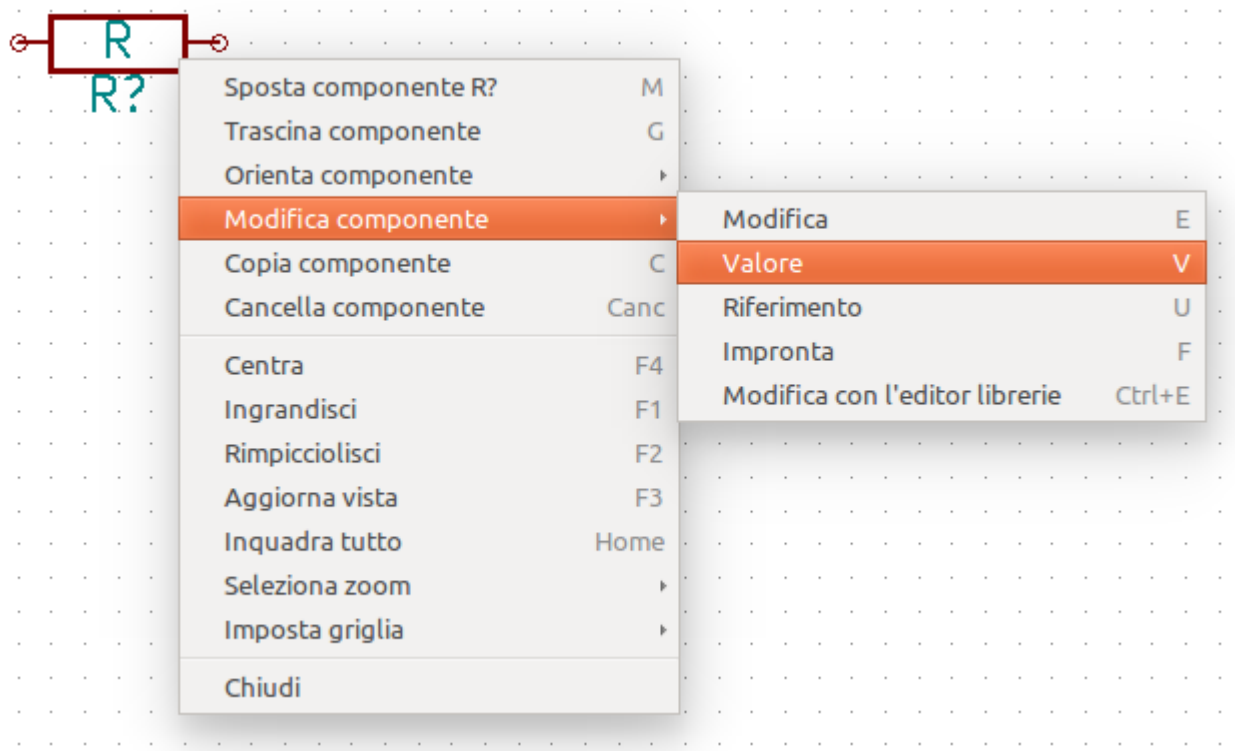 R
R?
Sposta componente R? M
Trascina componente G
Orienta componente
Modifica componente
Copia componente C
Cancella componente Canc
Centra F4
Ingrandisci F1
Rimpicciolisci F2
Aggiorna vista F3
Inquadra tutto Home
Seleziona zoom
Imposta griglia
Chiudi
Modifica E
Valore V
Riferimento U
Impronta F
Modifica con l'editor librerie Ctrl+E